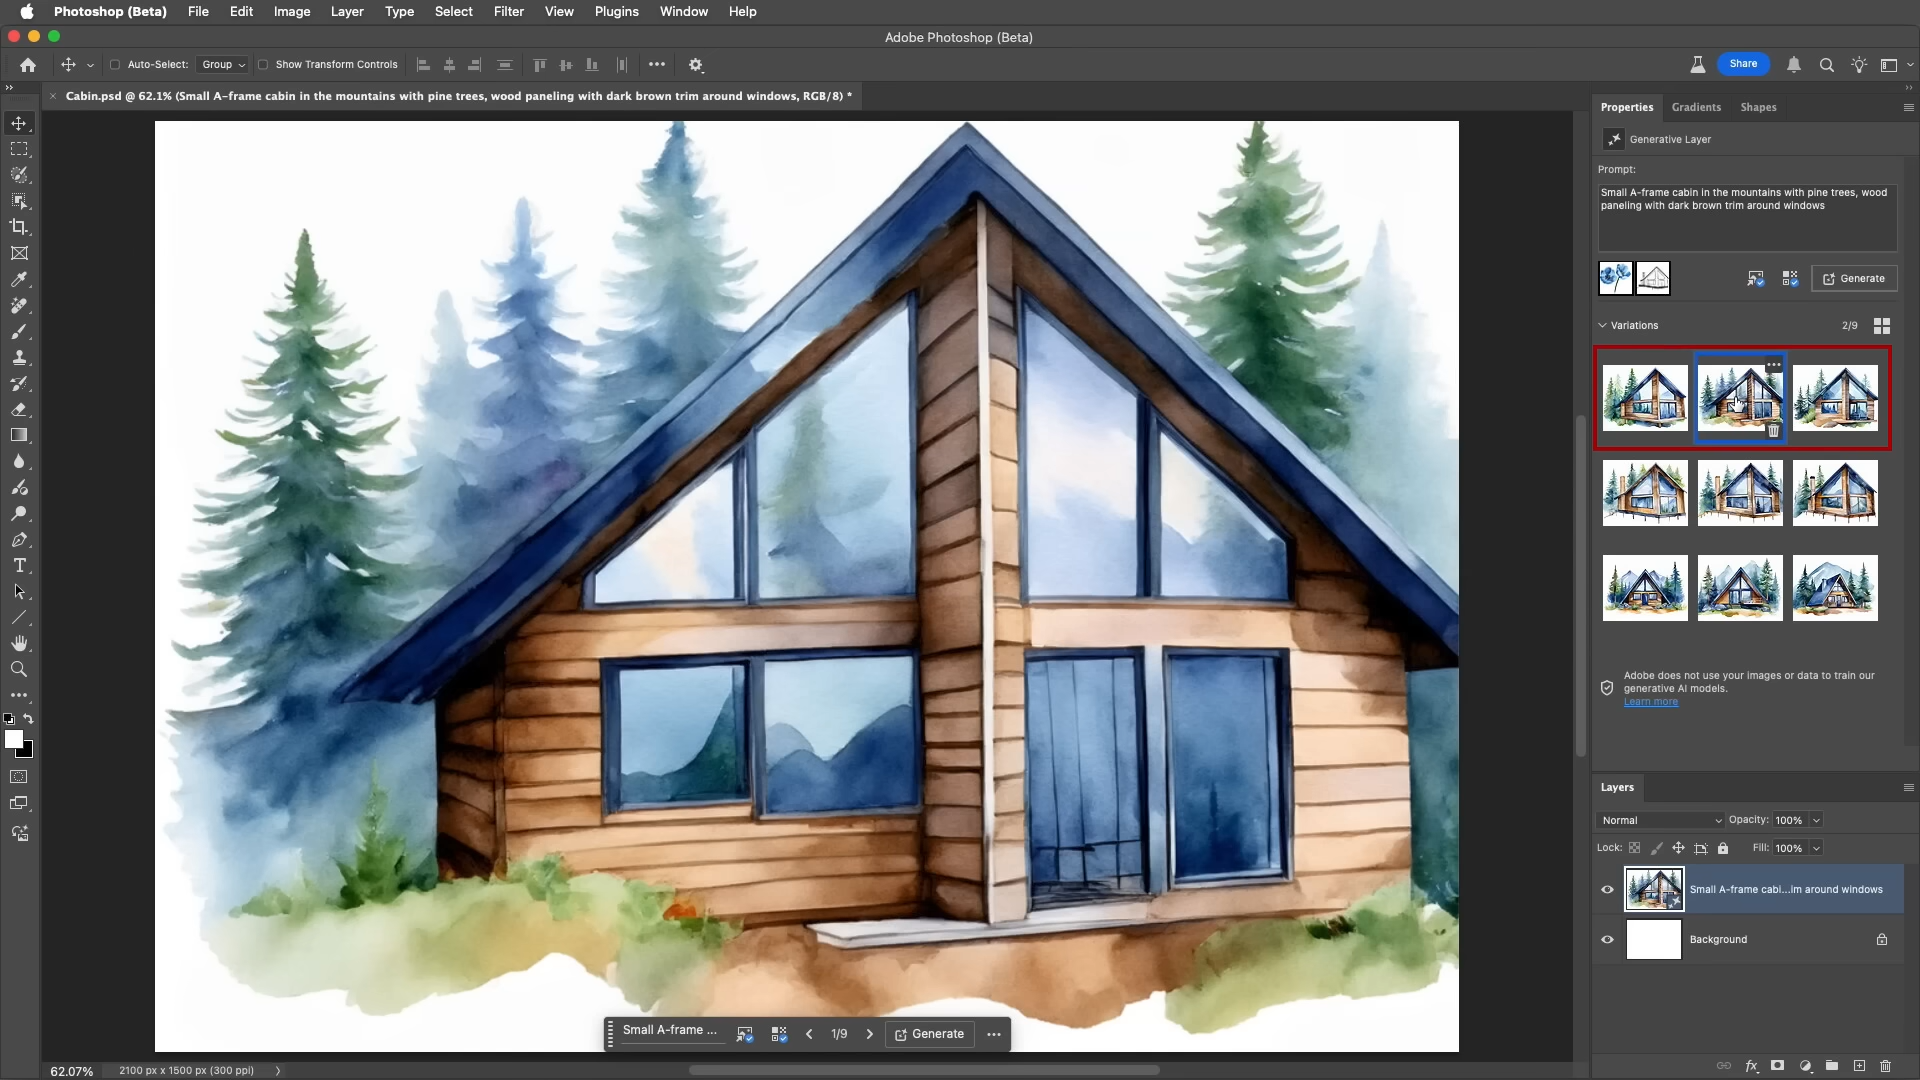 Photoshop (Beta) File Edit Image Layer Type Select Filter View Plugins Window Help
Adobe Photoshop (Beta)
Auto-Select: Group Show Transform Controls Share
Cabin.psd @ 62.1% (Small A-frame cabin in the mountains with pine trees, wood paneling with dark brown trim around windows, RGB/8) *
Properties Gradients Shapes
Generative Layer
Prompt:
Small A-frame cabin in the mountains with pine trees, wood
paneling with dark brown trim around windows
Generate
Variations 2/9
Adobe does not use your images or data to train our
generative AI models.
Learn more
Layers
Normal Opacity: 100%
Lock: Fill: 100%
Small A-frame cabi...im around windows
Background
Small A-frame ... 1/9 Generate
62.07% 2100 px x 1500 px (300 ppi)